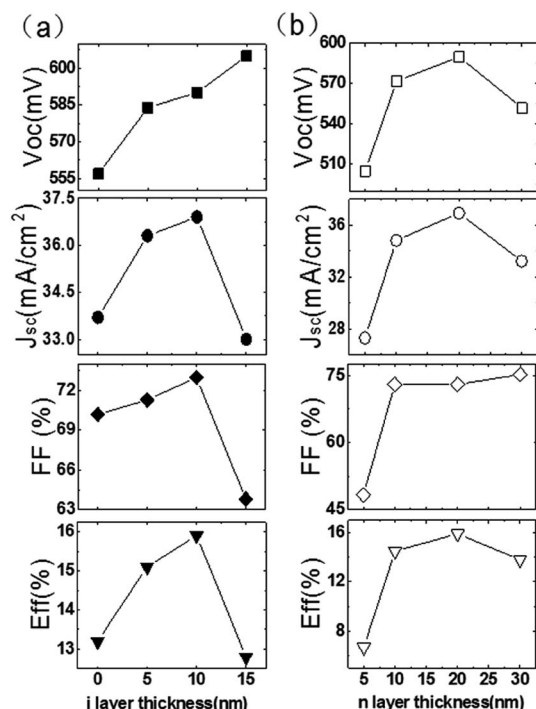 (a)
605
585
570
555
Voc(mV)
37.5
36.0
34.5
33.0
Jsc(mA/cm²)
72
69
66
63
FF (%)
16
15
14
13
Eff(%)
0 5 10 15
i layer thickness(nm)
(b)
600
570
540
510
Voc(mV)
36
32
28
Jsc(mA/cm²)
75
60
45
FF (%)
16
12
8
Eff(%)
5 10 15 20 25 30
n layer thickness(nm)